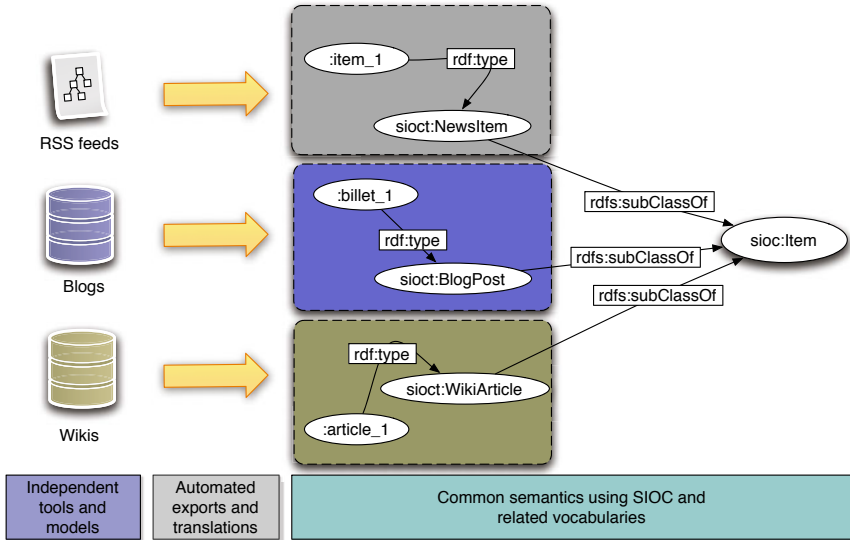 :item_1
rdf:type
sioct:NewsItem
RSS feeds
rdfs:subClassOf
:billet_1
rdf:type
sioct:BlogPost
rdfs:subClassOf
sioc:Item
Blogs
rdfs:subClassOf
rdf:type
sioct:WikiArticle
:article_1
Wikis
Independent
tools and
models
Automated
exports and
translations
Common semantics using SIOC and
related vocabularies